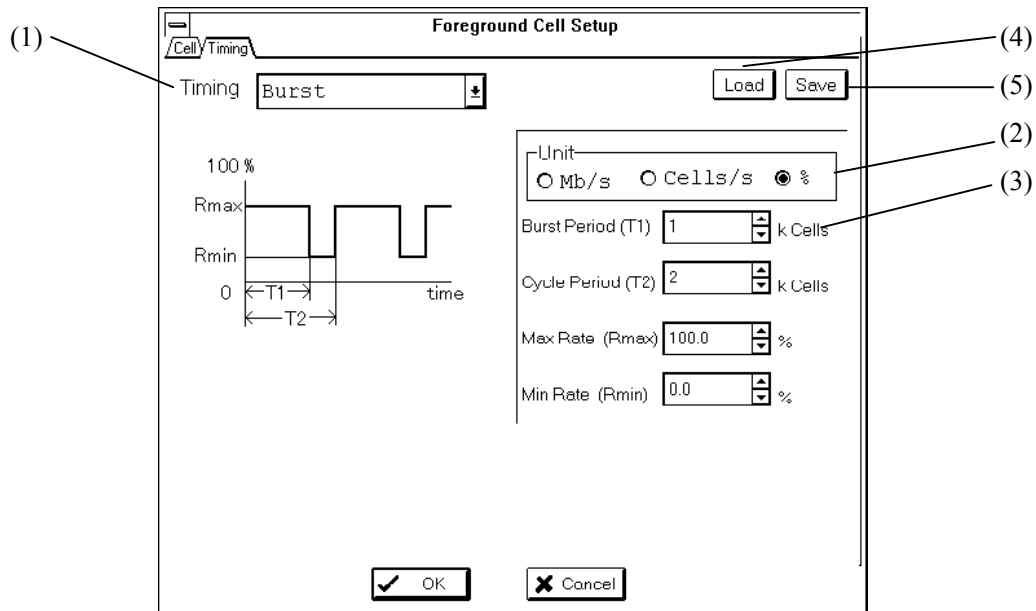 Foreground Cell Setup
(1)
Cell Timing
(4)
Timing Burst
Load Save
(5)
(2)
Unit
Mb/s Cells/s %
(3)
100 %
Rmax
Rmin
0 T1 time
T2
Burst Period (T1) 1 k Cells
Cycle Period (T2) 2 k Cells
Max Rate (Rmax) 100.0 %
Min Rate (Rmin) 0.0 %
OK Cancel